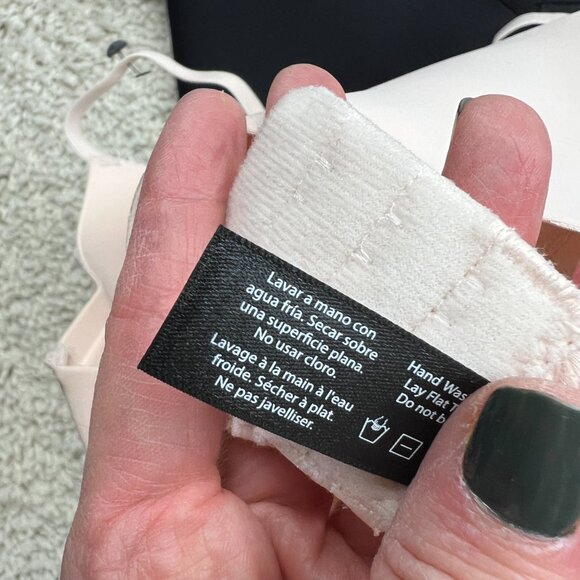 Lavar a mano con
agua fría. Secar sobre
una superficie plana.
No usar cloro.
Lavage à la main à l'eau
froide. Sécher à plat.
Ne pas javelliser.
Hand
Lay Flat
Do not